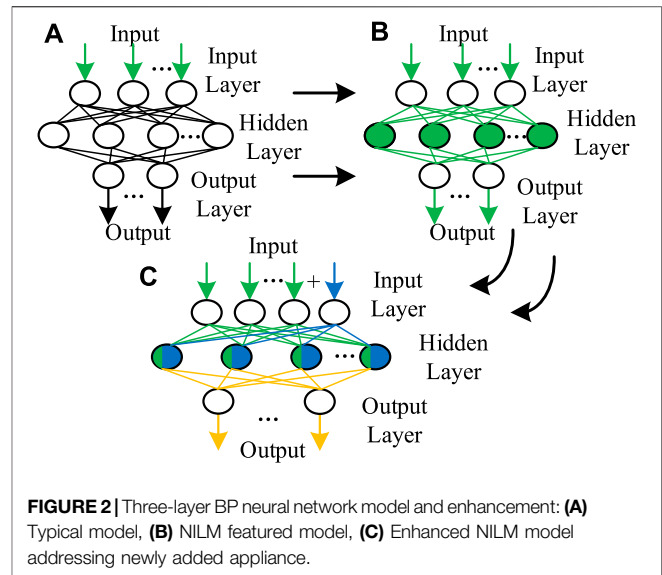 A
Input
...
Input
Layer
Hidden
Layer
...
Output
Layer
...
Output
B
Input
...
Input
Layer
Hidden
Layer
...
Output
Layer
...
Output
C
Input
...
+
Input
Layer
Hidden
Layer
...
Output
Layer
...
Output
FIGURE 2 | Three-layer BP neural network model and enhancement: (A)
Typical model, (B) NILM featured model, (C) Enhanced NILM model
addressing newly added appliance.